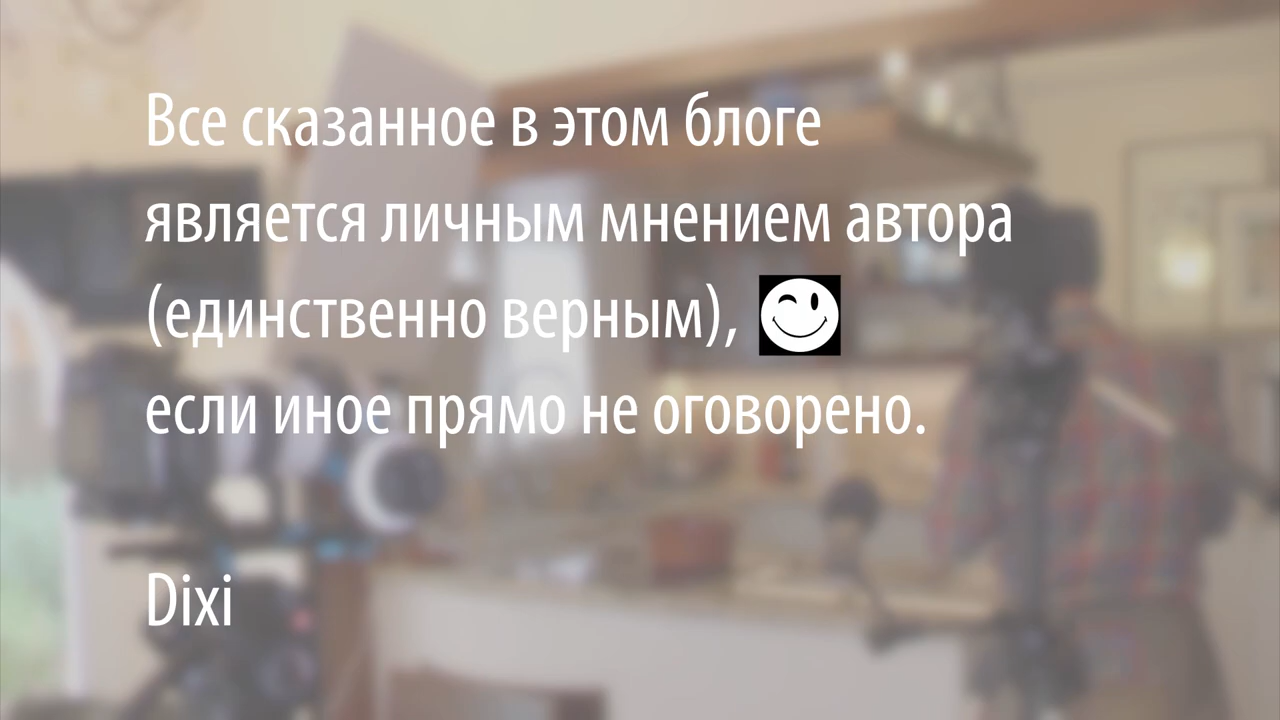 Все сказанное в этом блоге
является личным мнением автора
(единственно верным),
если иное прямо не оговорено.
Dixi